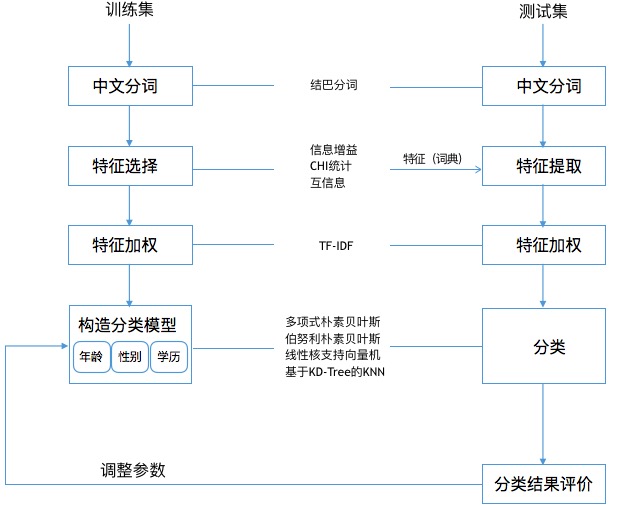 训练集
测试集
中文分词
结巴分词
中文分词
特征选择
信息增益
CHI统计
互信息
特征（词典）
特征提取
特征加权
TF-IDF
特征加权
构造分类模型
年龄
性别
学历
多项式朴素贝叶斯
伯努利朴素贝叶斯
线性核支持向量机
基于KD-Tree的KNN
分类
调整参数
分类结果评价